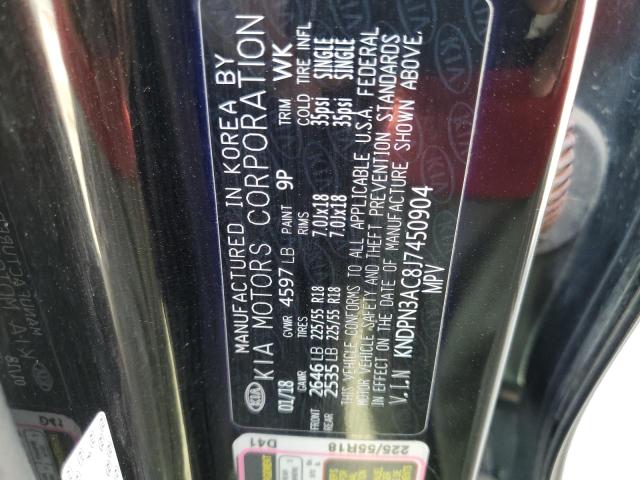 MANUFACTURED IN KOREA BY
KIA KIA MOTORS CORPORATION
01/18 GVWR 4597 LB PAINT 9P TRIM WK
GAWR TIRES RIMS COLD TIRE INFL
FRONT 2646 LB 225/55 R18 7.0Jx18 35psi SINGLE
REAR 2535 LB 225/55 R18 7.0Jx18 35psi SINGLE
THIS VEHICLE CONFORMS TO ALL APPLICABLE U.S.A. FEDERAL
MOTOR VEHICLE SAFETY AND THEFT PREVENTION STANDARDS
IN EFFECT ON THE DATE OF MANUFACTURE SHOWN ABOVE.
V.I.N KNDPN3AC8J7450904
MPV
D41
225/55R18